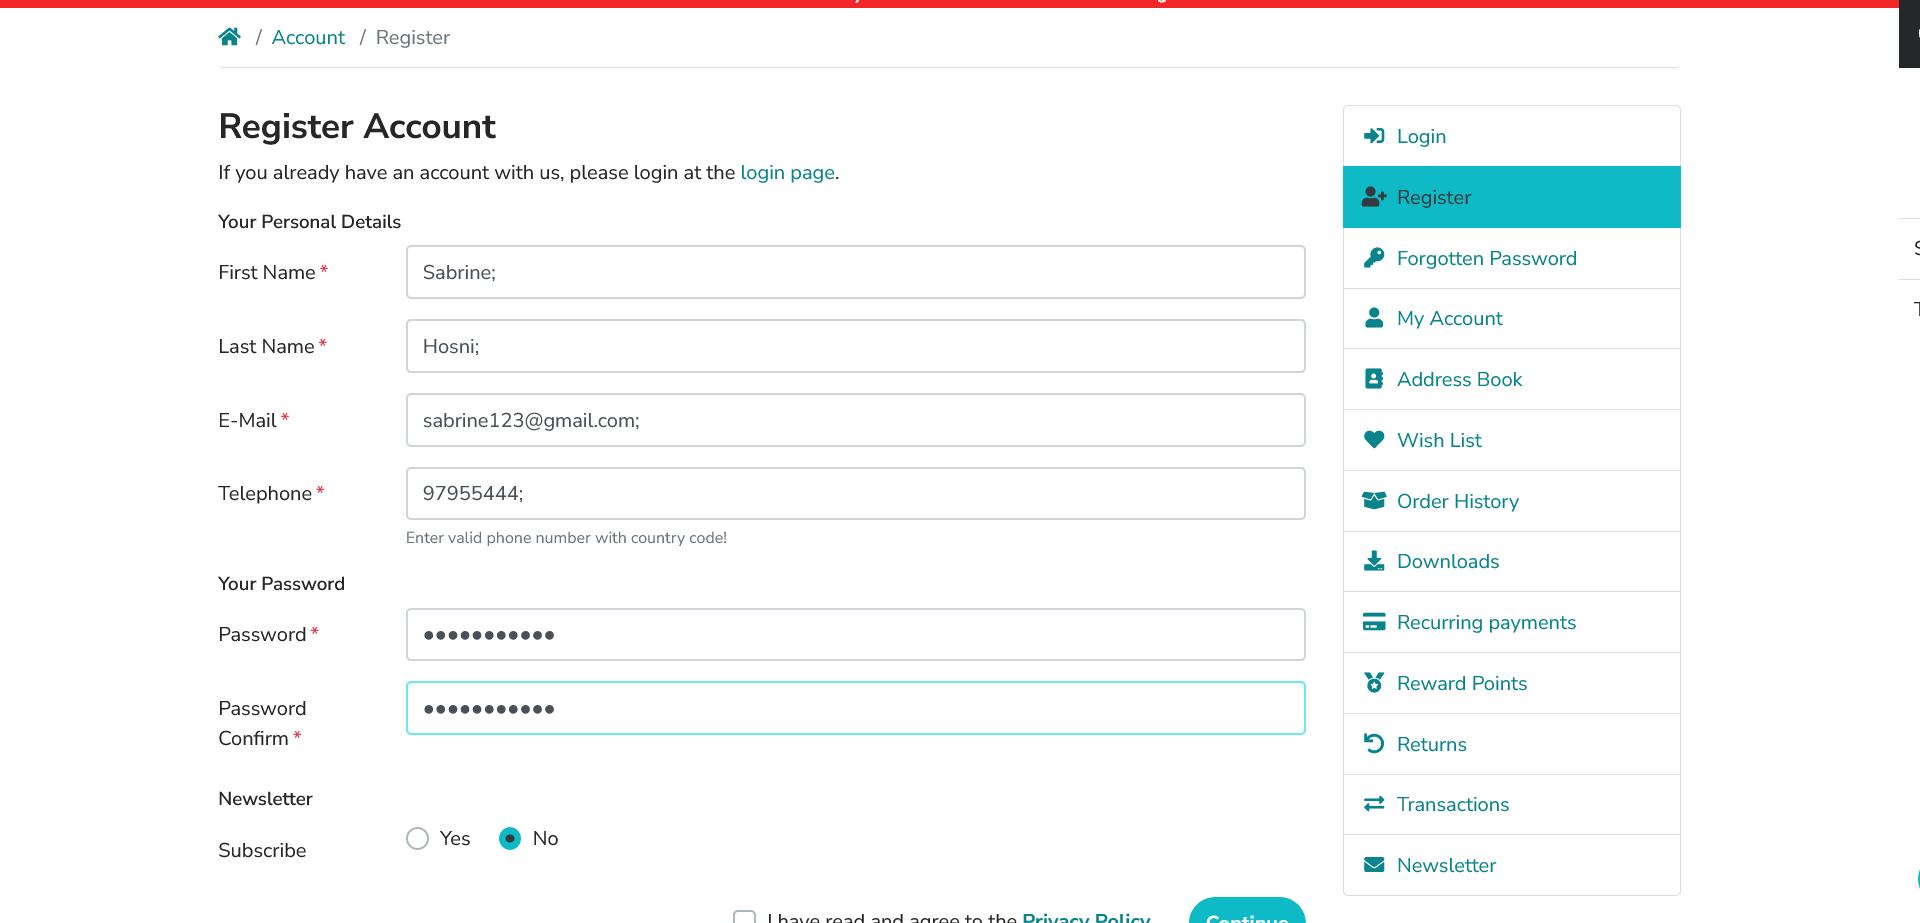 / Account / Register
Register Account
If you already have an account with us, please login at the login page.
Your Personal Details
First Name * Sabrine;
Last Name * Hosni;
E-Mail * sabrine123@gmail.com;
Telephone * 97955444;
Enter valid phone number with country code!
Your Password
Password * ●●●●●●●●●●●
Password Confirm * ●●●●●●●●●●●
Newsletter
Subscribe Yes No
I have read and agree to the Privacy Policy Continue
Login
Register
Forgotten Password
My Account
Address Book
Wish List
Order History
Downloads
Recurring payments
Reward Points
Returns
Transactions
Newsletter